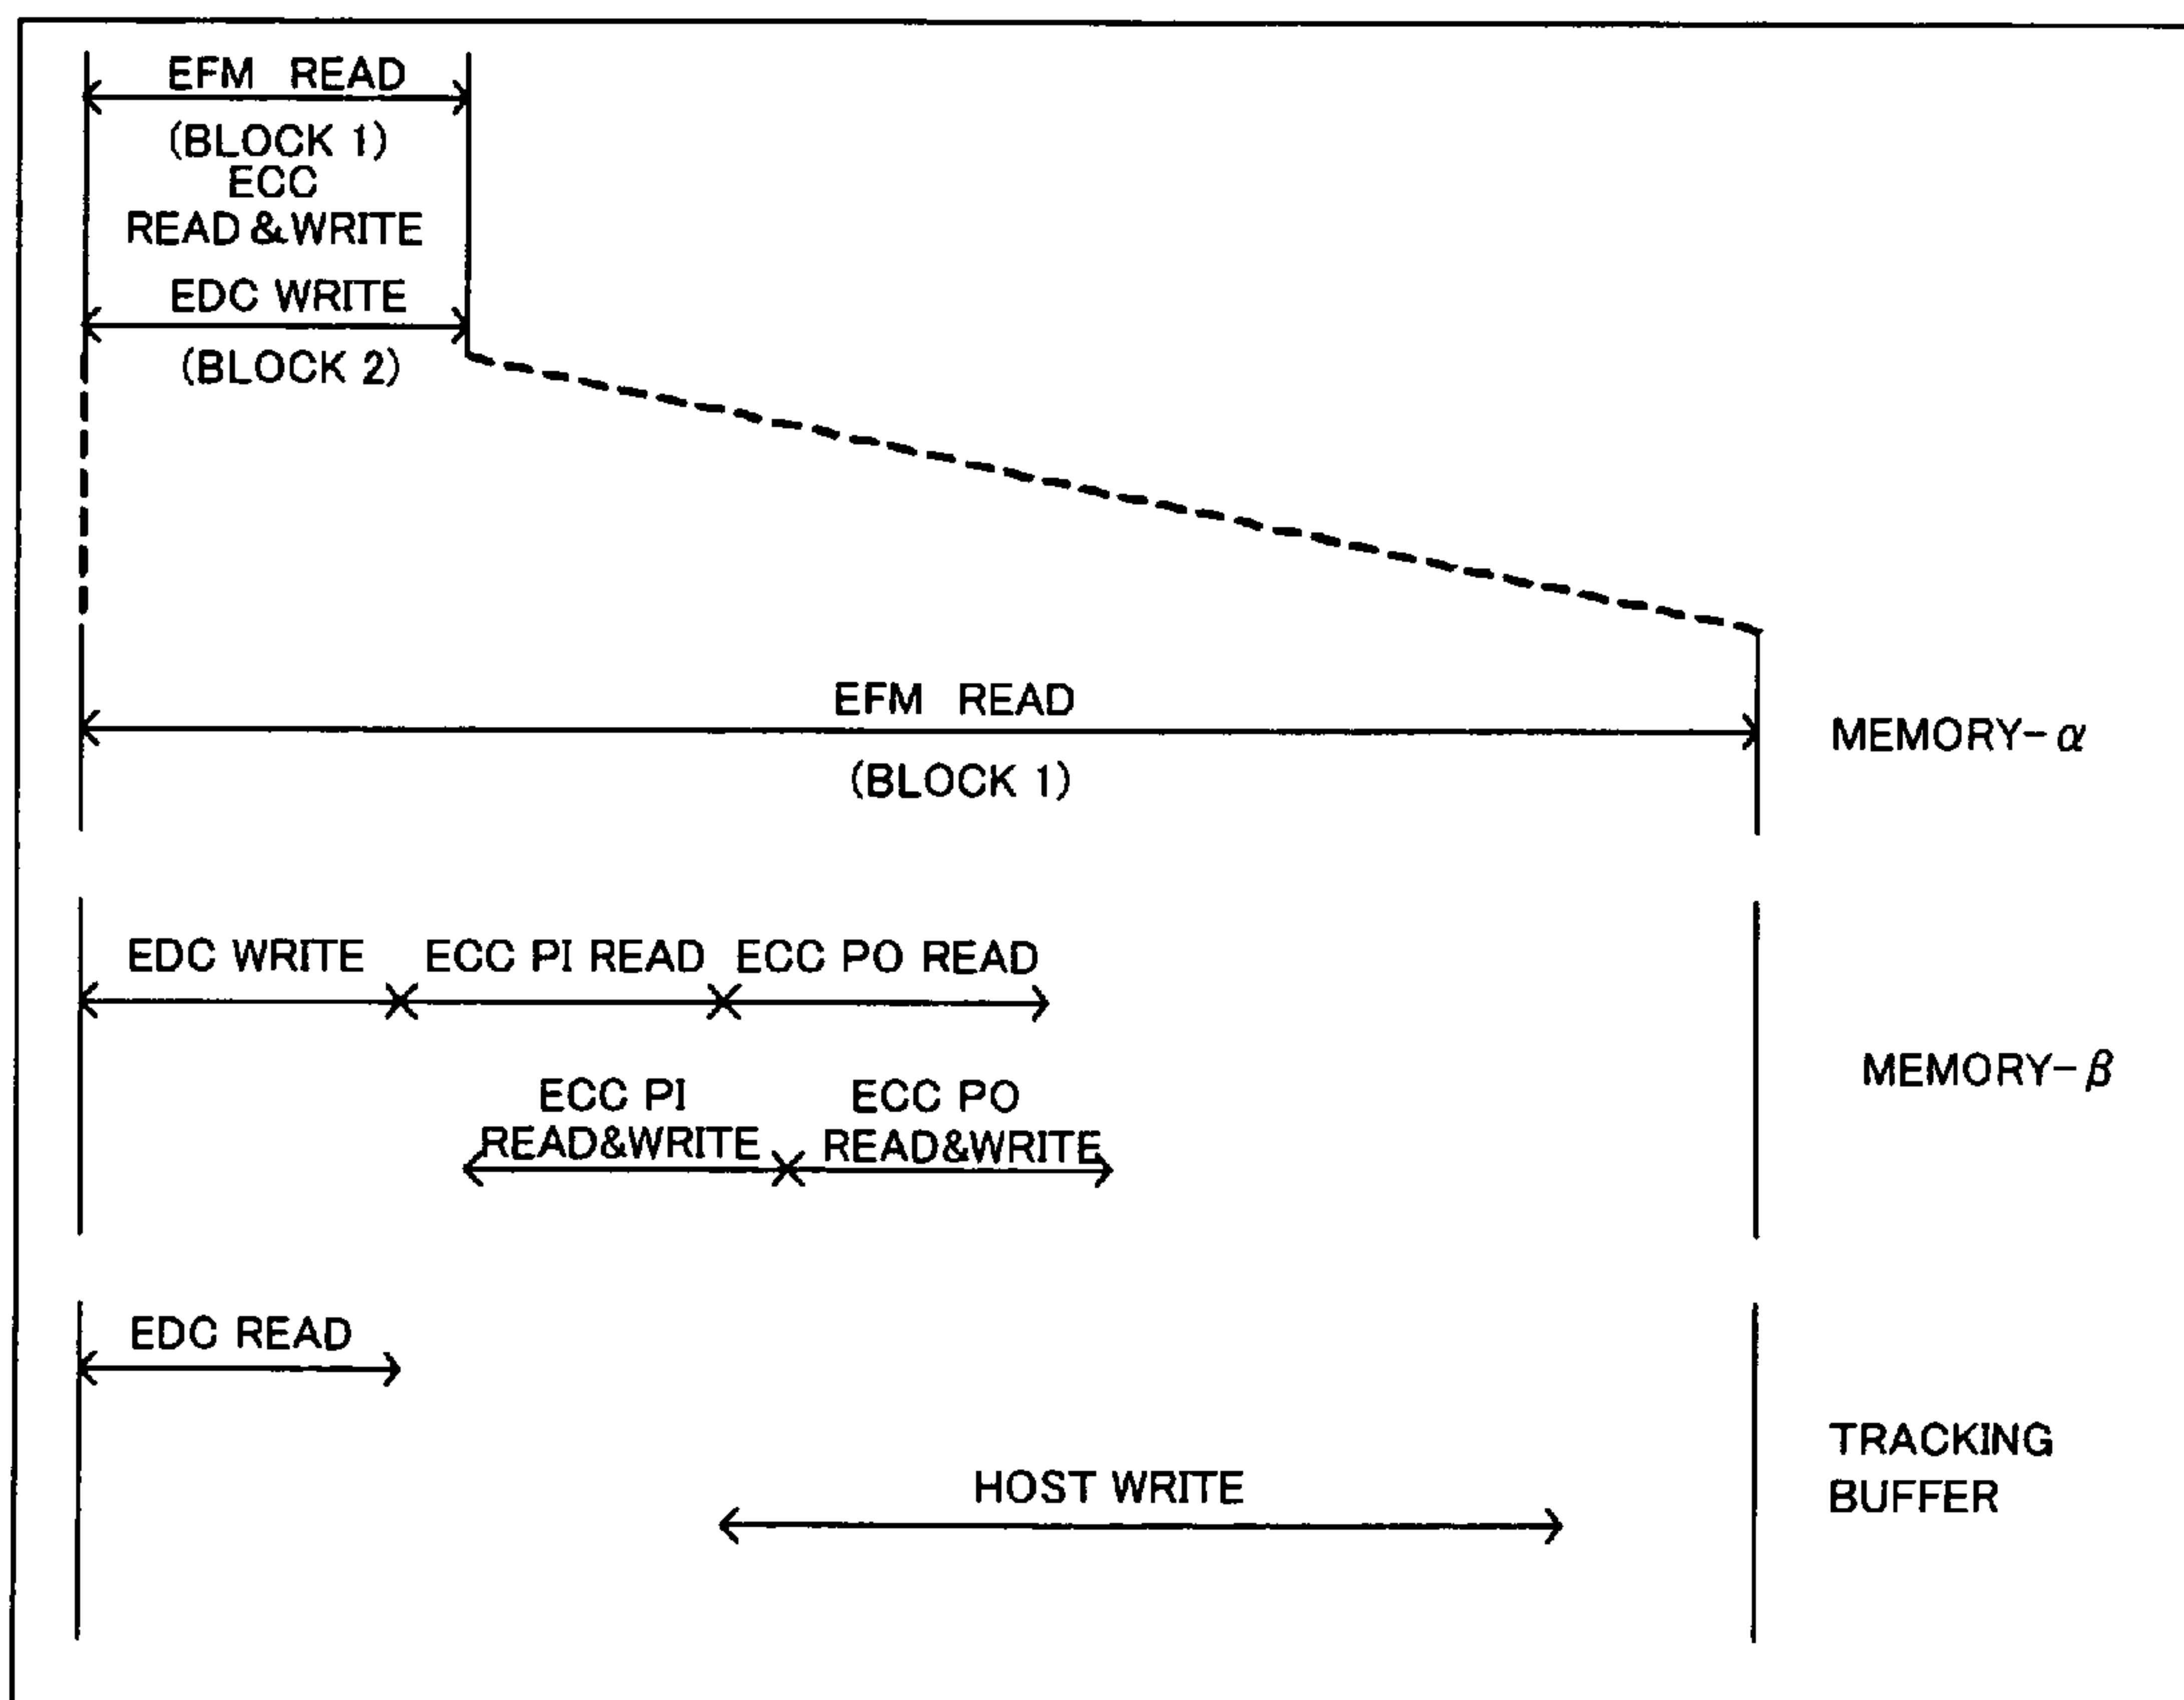 EFM READ
(BLOCK 1)
ECC
READ & WRITE
EDC WRITE
(BLOCK 2)
EFM READ
(BLOCK 1)
MEMORY-α
EDC WRITE
ECC PI READ
ECC PO READ
MEMORY-β
ECC PI
READ&WRITE
ECC PO
READ&WRITE
EDC READ
TRACKING
BUFFER
HOST WRITE